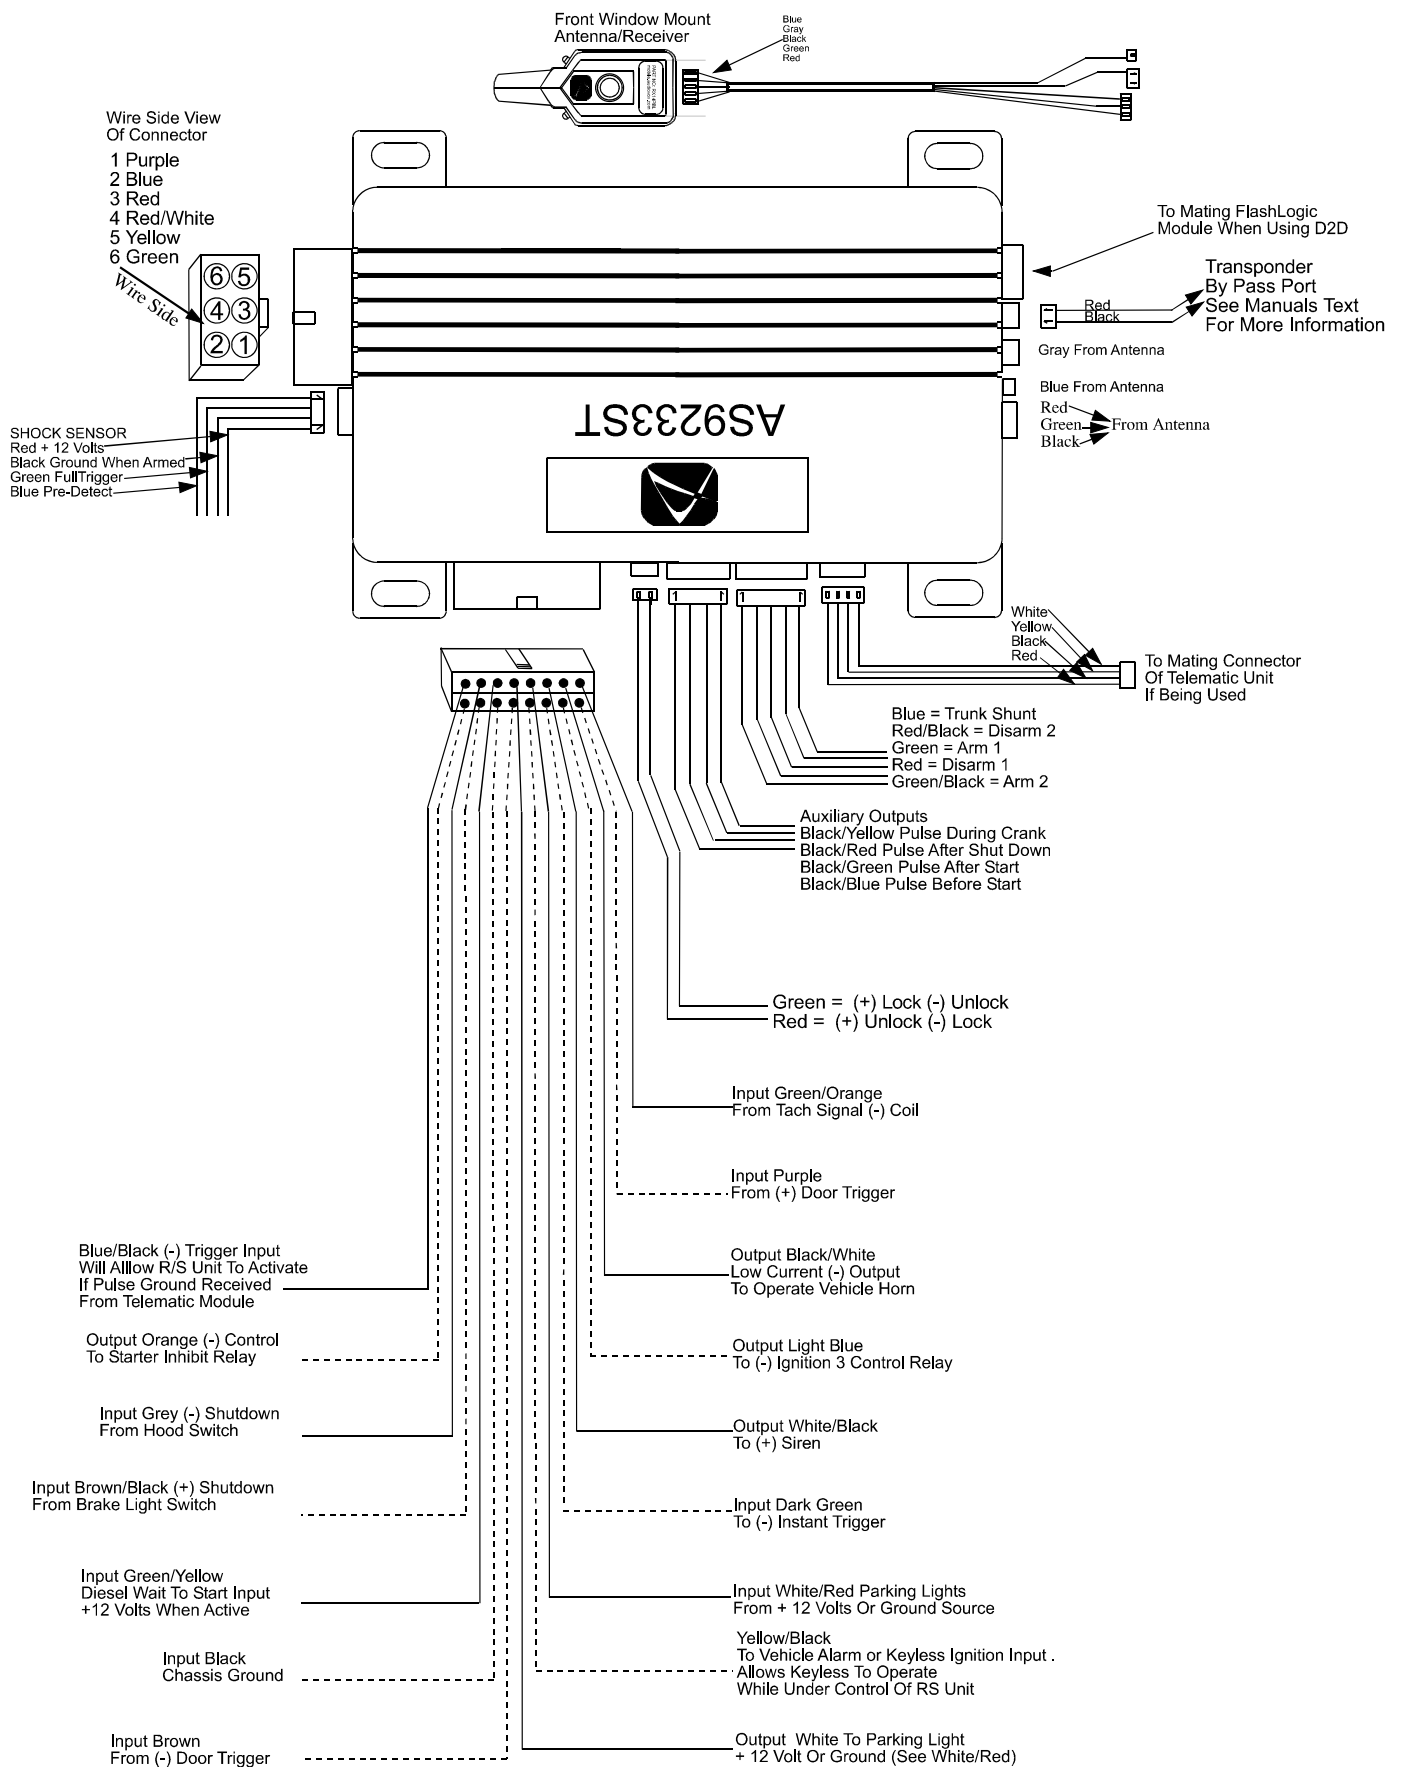 Front Window Mount
Antenna/Receiver
Blue
Gray
Black
Green
Red
Wire Side View
Of Connector
1 Purple
2 Blue
3 Red
4 Red/White
5 Yellow
6 Green
Wire Side
6 5
4 3
2 1
To Mating FlashLogic
Module When Using D2D
Transponder
By Pass Port
See Manuals Text
For More Information
Red
Black
Gray From Antenna
Blue From Antenna
Red
Green
Black
From Antenna
AS9233ST
SHOCK SENSOR
Red + 12 Volts
Black Ground When Armed
Green FullTrigger
Blue Pre-Detect
White
Yellow
Black
Red
To Mating Connector
Of Telematic Unit
If Being Used
Blue = Trunk Shunt
Red/Black = Disarm 2
Green = Arm 1
Red = Disarm 1
Green/Black = Arm 2
Auxiliary Outputs
Black/Yellow Pulse During Crank
Black/Red Pulse After Shut Down
Black/Green Pulse After Start
Black/Blue Pulse Before Start
Green = (+) Lock (-) Unlock
Red = (+) Unlock (-) Lock
Input Green/Orange
From Tach Signal (-) Coil
Input Purple
From (+) Door Trigger
Blue/Black (-) Trigger Input
Will Alllow R/S Unit To Activate
If Pulse Ground Received
From Telematic Module
Output Black/White
Low Current (-) Output
To Operate Vehicle Horn
Output Orange (-) Control
To Starter Inhibit Relay
Output Light Blue
To (-) Ignition 3 Control Relay
Input Grey (-) Shutdown
From Hood Switch
Output White/Black
To (+) Siren
Input Brown/Black (+) Shutdown
From Brake Light Switch
Input Dark Green
To (-) Instant Trigger
Input Green/Yellow
Diesel Wait To Start Input
+12 Volts When Active
Input White/Red Parking Lights
From + 12 Volts Or Ground Source
Input Black
Chassis Ground
Yellow/Black
To Vehicle Alarm or Keyless Ignition Input .
Allows Keyless To Operate
While Under Control Of RS Unit
Input Brown
From (-) Door Trigger
Output White To Parking Light
+ 12 Volt Or Ground (See White/Red)